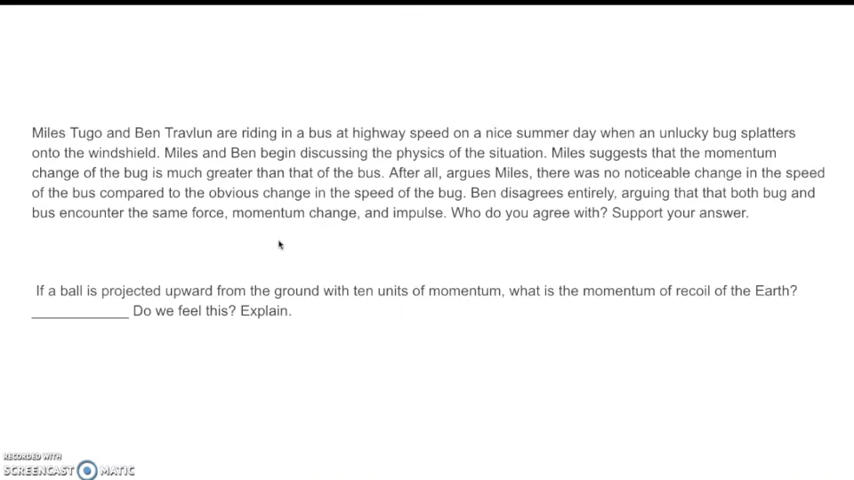 Miles Tugo and Ben Travlun are riding in a bus at highway speed on a nice summer day when an unlucky bug splatters
onto the windshield. Miles and Ben begin discussing the physics of the situation. Miles suggests that the momentum
change of the bug is much greater than that of the bus. After all, argues Miles, there was no noticeable change in the speed
of the bus compared to the obvious change in the speed of the bug. Ben disagrees entirely, arguing that that both bug and
bus encounter the same force, momentum change, and impulse. Who do you agree with? Support your answer.
If a ball is projected upward from the ground with ten units of momentum, what is the momentum of recoil of the Earth?
____________ Do we feel this? Explain.
RECORDED WITH
SCREENCAST MATIC